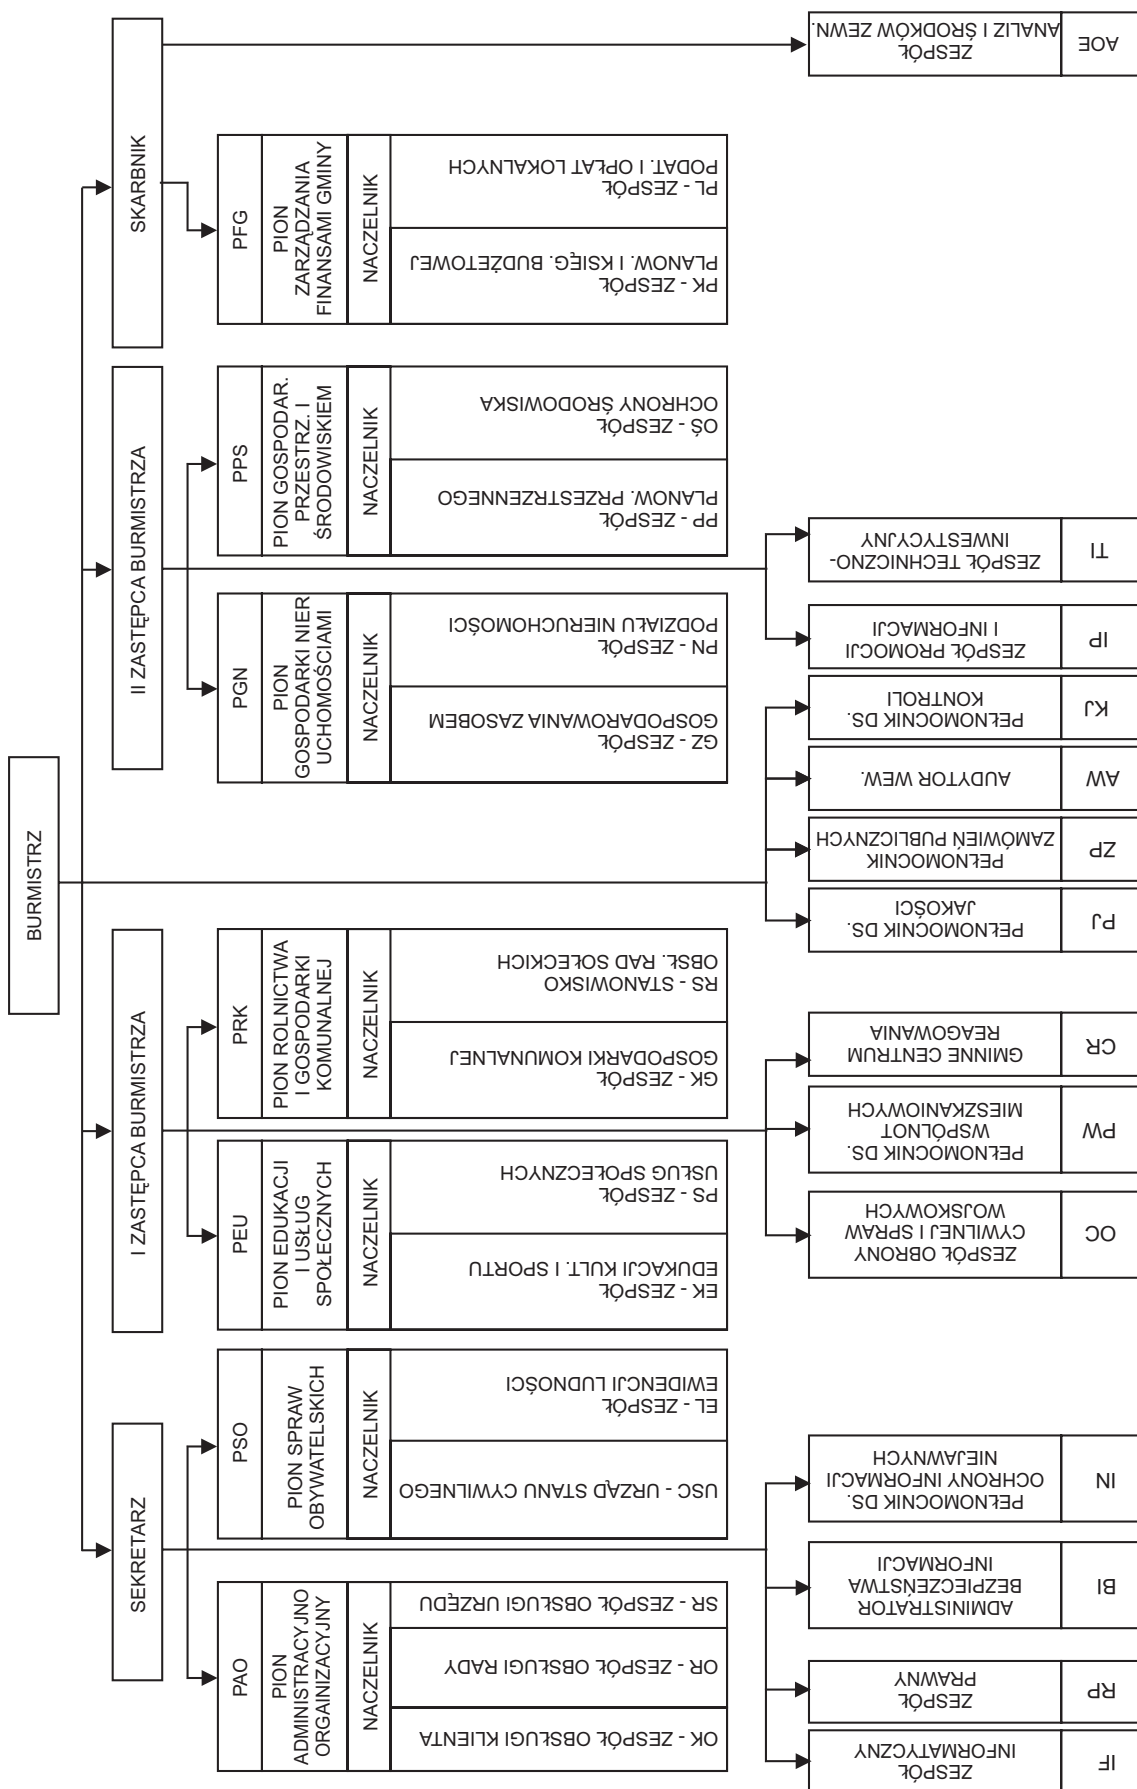 BURMISTRZ
SEKRETARZ
I ZASTĘPCA BURMISTRZA
II ZASTĘPCA BURMISTRZA
SKARBNIK
PAO
PION
ADMINISTRACYJNO
ORGANIZACYJNY
NACZELNIK
OK - ZESPÓŁ OBSŁUGI KLIENTA
OR - ZESPÓŁ OBSŁUGI RADY
SR - ZESPÓŁ OBSŁUGI URZĘDU
PSO
PION SPRAW
OBYWATELSKICH
NACZELNIK
USC - URZĄD STANU CYWILNEGO
EL - ZESPÓŁ
EWIDENCJI LUDNOŚCI
PEU
PION EDUKACJI
I USŁUG
SPOŁECZNYCH
NACZELNIK
EK - ZESPÓŁ
EDUKACJI KULT. I SPORTU
PS - ZESPÓŁ
USŁUG SPOŁECZNYCH
PRK
PION ROLNICTWA
I GOSPODARKI
KOMUNALNEJ
NACZELNIK
GK - ZESPÓŁ
GOSPODARKI KOMUNALNEJ
RS - STANOWISKO
OBSŁ. RAD SOŁECKICH
PGN
PION
GOSPODARKI NIER
UCHOMOŚCIAMI
NACZELNIK
GZ - ZESPÓŁ
GOSPODAROWANIA ZASOBEM
PN - ZESPÓŁ
PODZIAŁU NIERUCHOMOŚCI
PPS
PION GOSPODAR.
PRZESTRZ. I
ŚRODOWISKIEM
NACZELNIK
PP - ZESPÓŁ
PLANOW. PRZESTRZENNEGO
OŚ - ZESPÓŁ
OCHRONY ŚRODOWISKA
PFG
PION
ZARZĄDZANIA
FINANSAMI GMINY
NACZELNIK
PK - ZESPÓŁ
PLANOW. I KSIĘG. BUDŻETOWEJ
PL - ZESPÓŁ
PODAT. I OPŁAT LOKALNYCH
IF
ZESPÓŁ
INFORMATYCZNY
RP
ZESPÓŁ
PRAWNY
BI
ADMINISTRATOR
BEZPIECZEŃSTWA
INFORMACJI
IN
PEŁNOMOCNIK DS.
OCHRONY INFORMACJI
NIEJAWNYCH
OC
ZESPÓŁ OBRONY
CYWILNEJ I SPRAW
WOJSKOWYCH
PW
PEŁNOMOCNIK DS.
WSPÓLNOT
MIESZKANIOWYCH
CR
GMINNE CENTRUM
REAGOWANIA
PJ
PEŁNOMOCNIK DS.
JAKOŚCI
ZP
PEŁNOMOCNIK
ZAMÓWIEŃ PUBLICZNYCH
AW
AUDYTOR WEW.
KJ
PEŁNOMOCNIK DS.
KONTROLI
IP
ZESPÓŁ PROMOCJI
I INFORMACJI
TI
ZESPÓŁ TECHNICZNO-
INWESTYCYJNY
AOE
ZESPÓŁ
ANALIZ I ŚRODKÓW ZEWN.